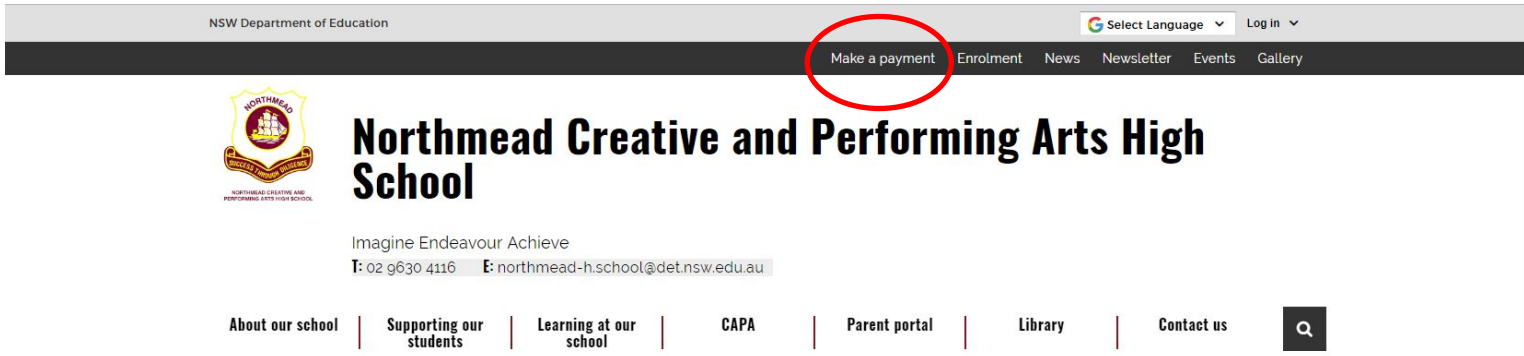 NSW Department of Education
Select Language
Log in
Make a payment Enrolment News Newsletter Events Gallery
NORTHMEAD
SUCCESS THROUGH DILIGENCE
NORTHMEAD CREATIVE AND
PERFORMING ARTS HIGH SCHOOL
Northmead Creative and Performing Arts High
School
Imagine Endeavour Achieve
T: 02 9630 4116 E: northmead-h.school@det.nsw.edu.au
About our school
Supporting our
students
Learning at our
school
CAPA
Parent portal
Library
Contact us